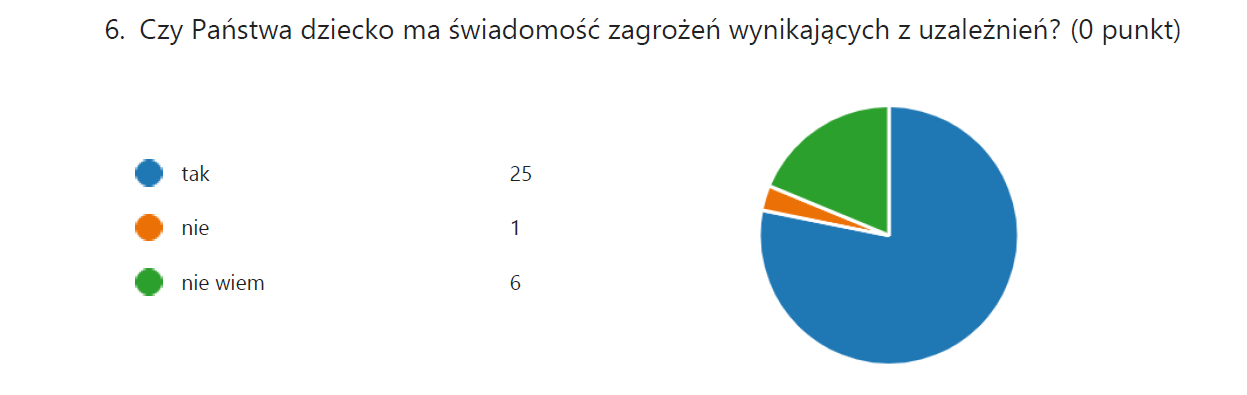 6. Czy Państwa dziecko ma świadomość zagrożeń wynikających z uzależnień? (0 punkt)
tak 25
nie 1
nie wiem 6